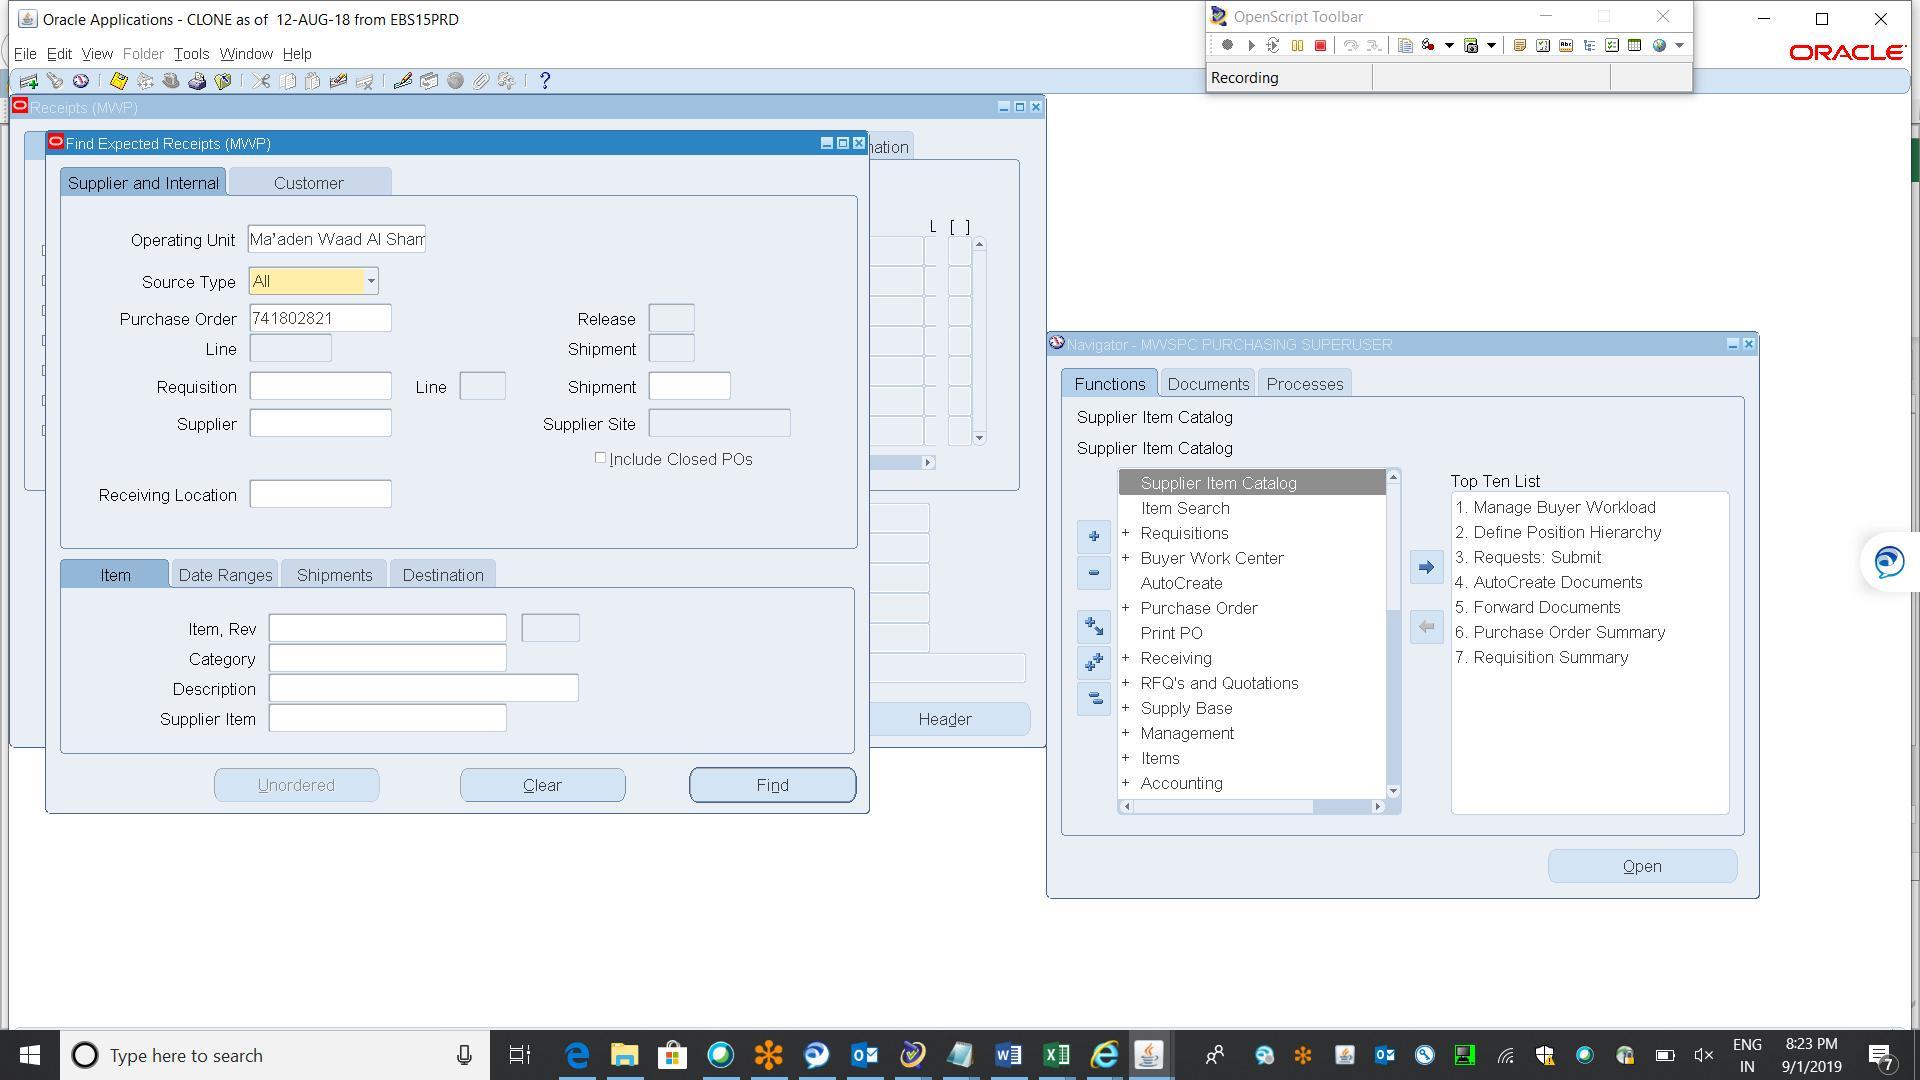 Oracle Applications - CLONE as of  12-AUG-18 from EBS15PRD
File Edit View Folder Tools Window Help
ORACLE
OpenScript Toolbar
Recording
Receipts (MWP)
Find Expected Receipts (MWP)
Supplier and Internal
Customer
Operating Unit Ma'aden Waad Al Sham
Source Type All
Purchase Order 741802821
Release
Line
Shipment
Requisition
Line
Shipment
Supplier
Supplier Site
Include Closed POs
Receiving Location
L [ ]
Item
Date Ranges
Shipments
Destination
Item, Rev
Category
Description
Supplier Item
Unordered
Clear
Find
Header
Navigator - MWSPC PURCHASING SUPERUSER
Functions
Documents
Processes
Supplier Item Catalog
Supplier Item Catalog
Supplier Item Catalog
Item Search
+ Requisitions
+ Buyer Work Center
AutoCreate
+ Purchase Order
Print PO
+ Receiving
+ RFQ's and Quotations
+ Supply Base
+ Management
+ Items
+ Accounting
Top Ten List
1. Manage Buyer Workload
2. Define Position Hierarchy
3. Requests: Submit
4. AutoCreate Documents
5. Forward Documents
6. Purchase Order Summary
7. Requisition Summary
Open
Type here to search
ENG
IN
8:23 PM
9/1/2019
7